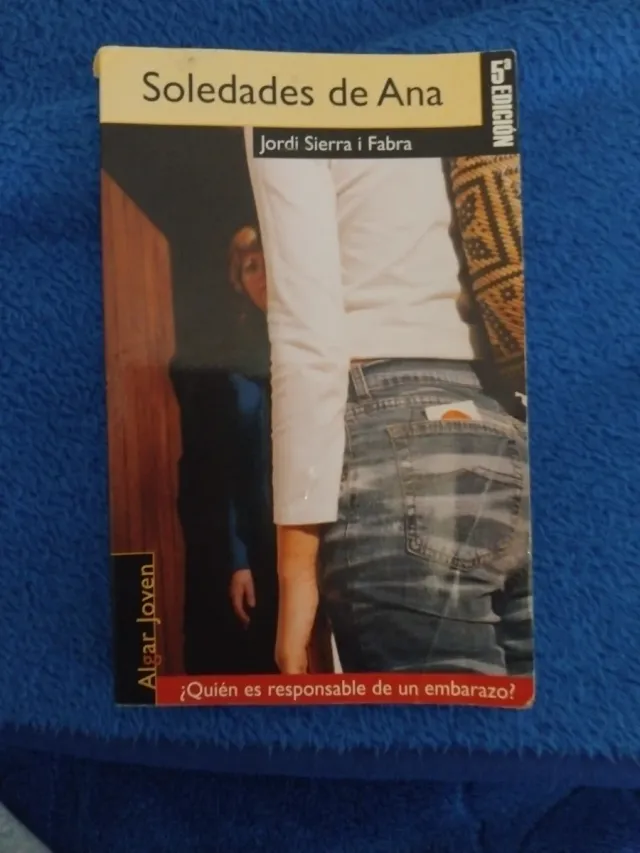 Soledades de Ana
5ª EDICIÓN
Jordi Sierra i Fabra
Algar Joven
¿Quién es responsable de un embarazo?